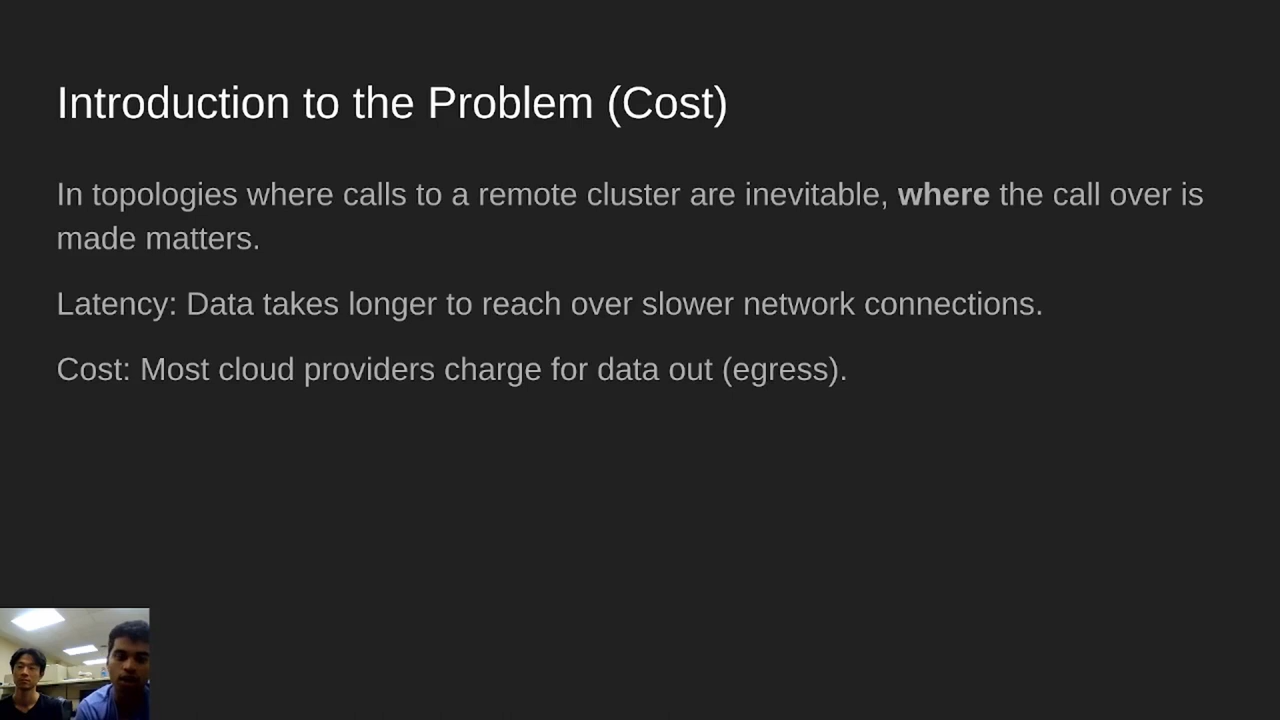 Introduction to the Problem (Cost)
In topologies where calls to a remote cluster are inevitable, where the call over is
made matters.
Latency: Data takes longer to reach over slower network connections.
Cost: Most cloud providers charge for data out (egress).